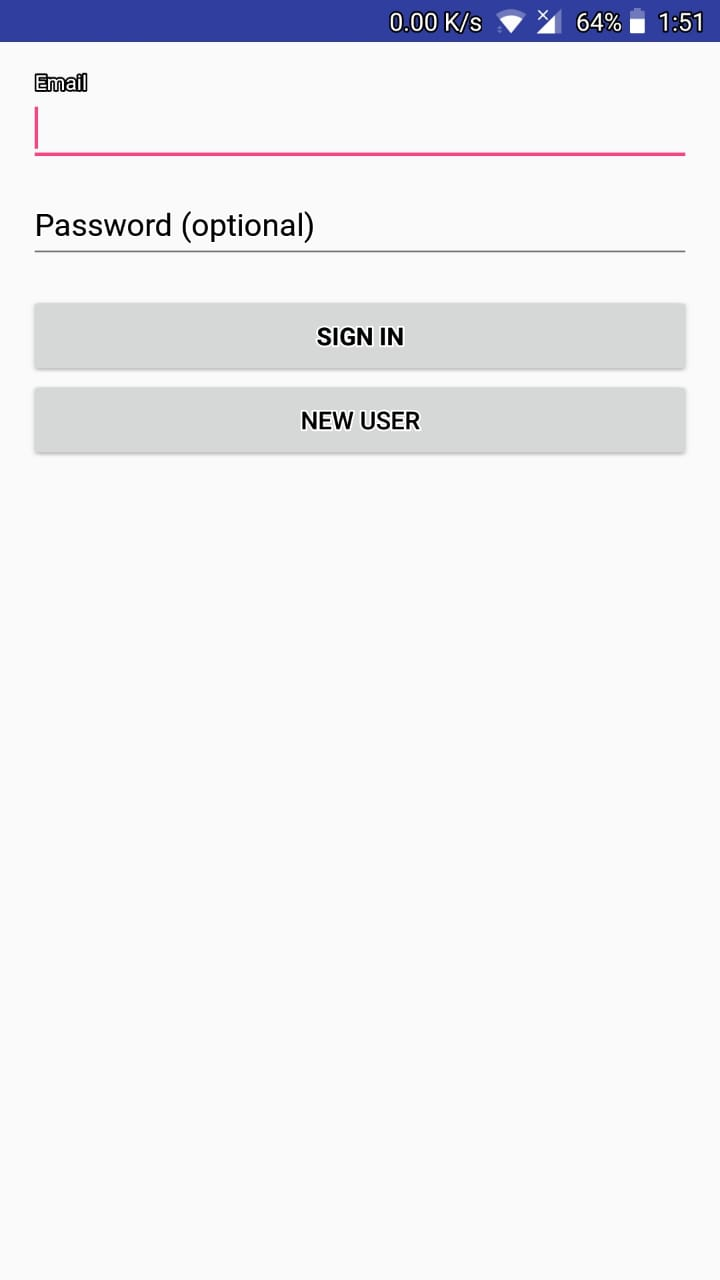 0.00 K/s 64% 1:51
Email
Password (optional)
SIGN IN
NEW USER